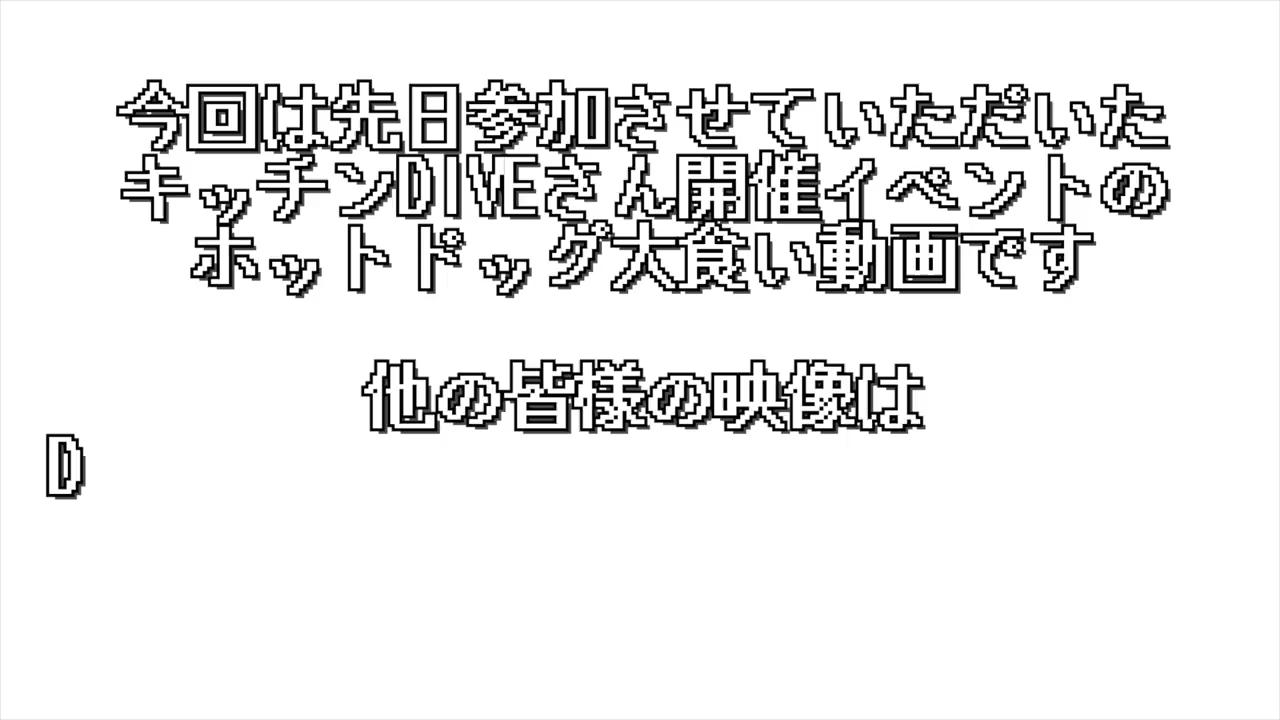 今回は先日参加させていただいた
キッチンDIVEさん開催イベントの
ホットドッグ大食い動画です
他の皆様の映像は
D